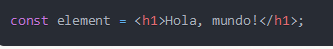 const element = <h1>Hola, mundo!</h1>;